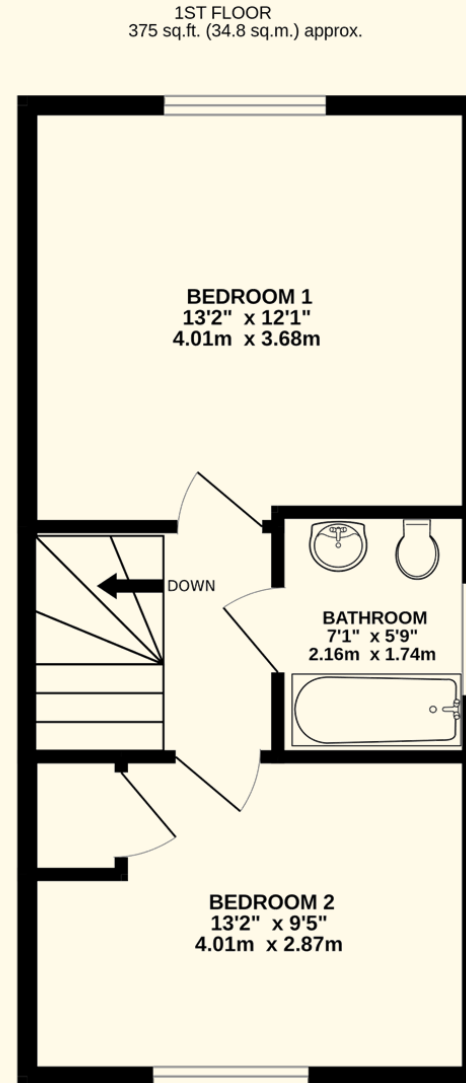 1ST FLOOR
375 sq.ft. (34.8 sq.m.) approx.
BEDROOM 1
13'2" x 12'1"
4.01m x 3.68m
DOWN
BATHROOM
7'1" x 5'9"
2.16m x 1.74m
BEDROOM 2
13'2" x 9'5"
4.01m x 2.87m